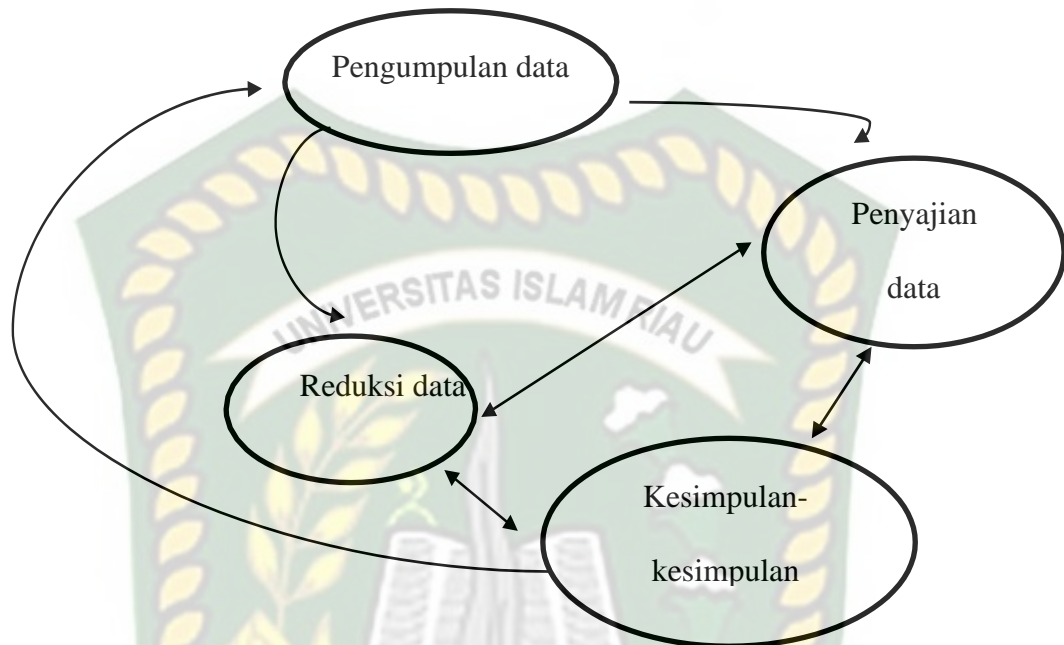 Pengumpulan data
Penyajian
data
UNIVERSITAS ISLAM RIAU
Reduksi data
Kesimpulan-
kesimpulan